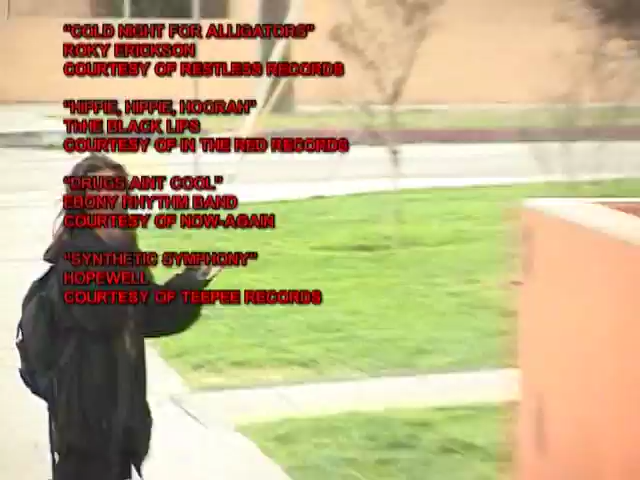 "COLD NIGHT FOR ALLIGATORS"
ROKY ERICKSON
COURTESY OF RESTLESS RECORDS
"HIPPIE, HIPPIE, HOORAH"
THE BLACK LIPS
COURTESY OF IN THE RED RECORDS
"DRUGS AINT COOL"
EBONY RHYTHM BAND
COURTESY OF NOW-AGAIN
"SYNTHETIC SYMPHONY"
HOPEWELL
COURTESY OF TEEPEE RECORDS